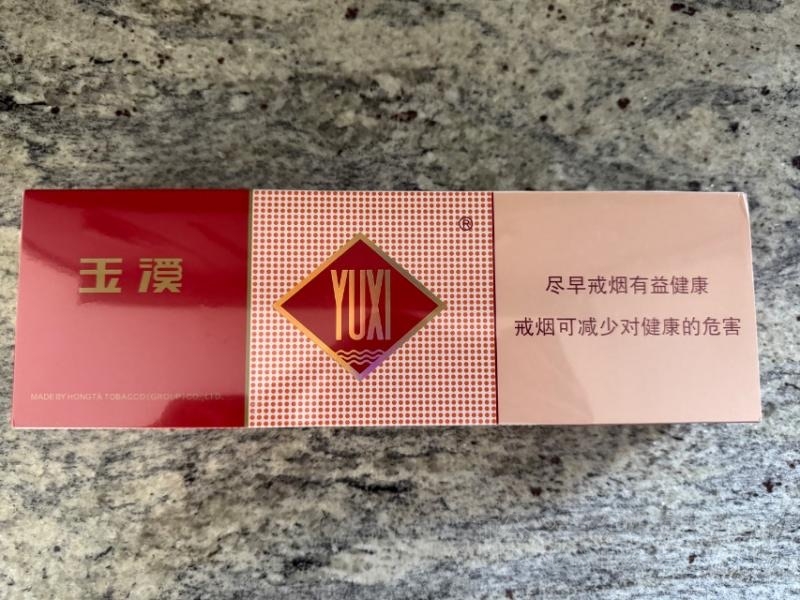 玉溪
MADE BY HONGTA TOBACCO (GROUP) CO., LTD.
YUXI
®
尽早戒烟有益健康
戒烟可减少对健康的危害